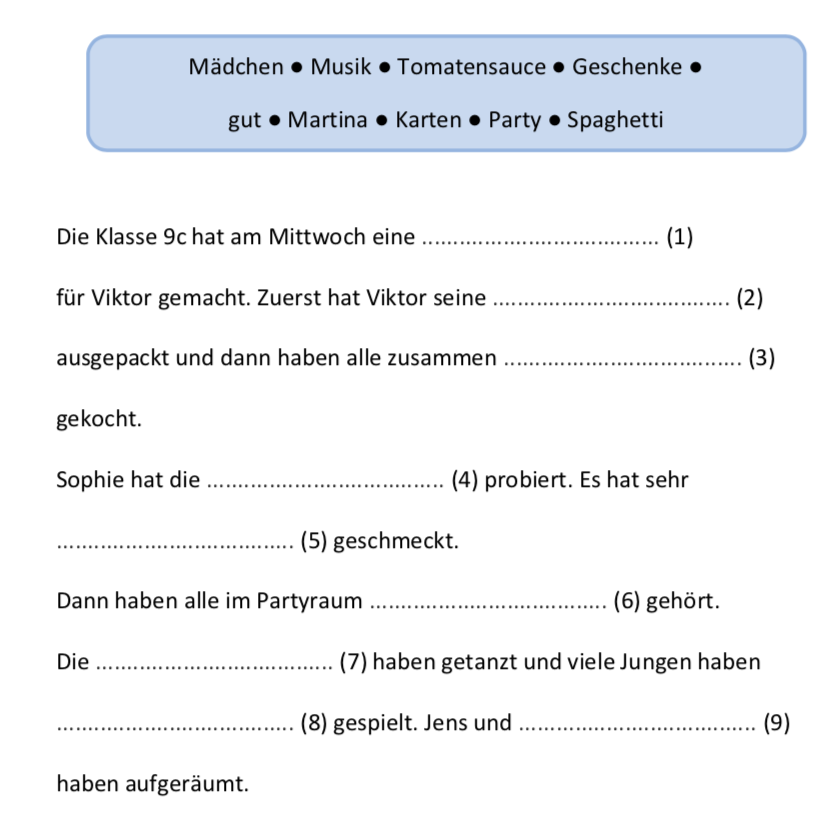 Mädchen ● Musik ● Tomatensauce ● Geschenke ●
gut ● Martina ● Karten ● Party ● Spaghetti
Die Klasse 9c hat am Mittwoch eine ...................................... (1)
für Viktor gemacht. Zuerst hat Viktor seine ...................................... (2)
ausgepackt und dann haben alle zusammen ...................................... (3)
gekocht.
Sophie hat die ...................................... (4) probiert. Es hat sehr
...................................... (5) geschmeckt.
Dann haben alle im Partyraum ...................................... (6) gehört.
Die ...................................... (7) haben getanzt und viele Jungen haben
...................................... (8) gespielt. Jens und ...................................... (9)
haben aufgeräumt.